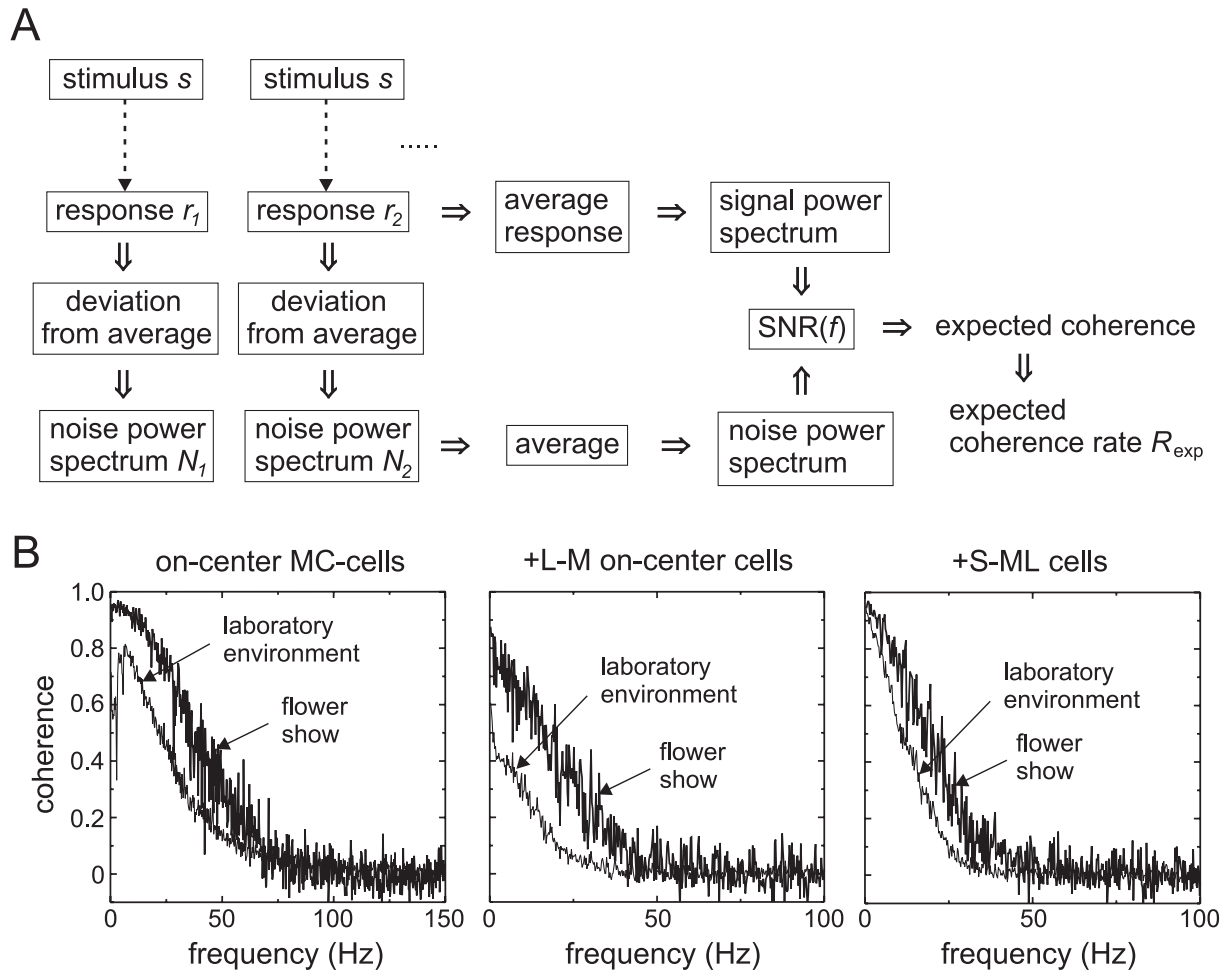 A
stimulus s
stimulus s
.....
response r1
response r2
⇒
average
response
⇒
signal power
spectrum
⇓
⇓
⇓
deviation
from average
deviation
from average
SNR(f)
⇒
expected coherence
⇓
⇓
⇑
⇓
noise power
spectrum N1
noise power
spectrum N2
⇒
average
⇒
noise power
spectrum
expected
coherence rate Rexp
B
on-center MC-cells
+L-M on-center cells
+S-ML cells
coherence
1.0
0.8
0.6
0.4
0.2
0
laboratory
environment
flower
show
0
50
100
150
frequency (Hz)
laboratory
environment
flower
show
0
50
100
frequency (Hz)
laboratory
environment
flower
show
0
50
100
frequency (Hz)